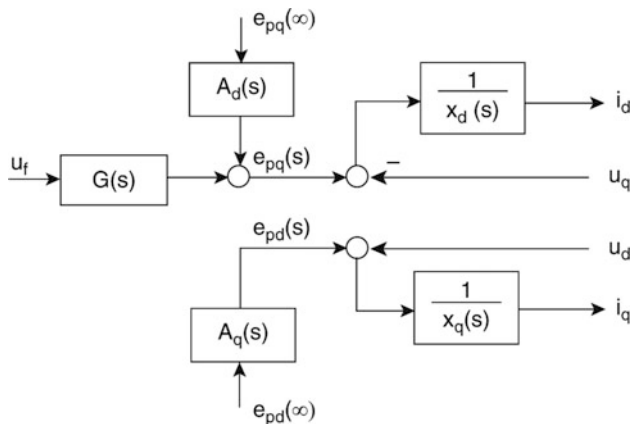 e_pq(∞)
A_d(s)
1
x_d (s)
i_d
u_f
G(s)
e_pq(s)
–
u_q
e_pd(s)
u_d
A_q(s)
1
x_q(s)
i_q
e_pd(∞)